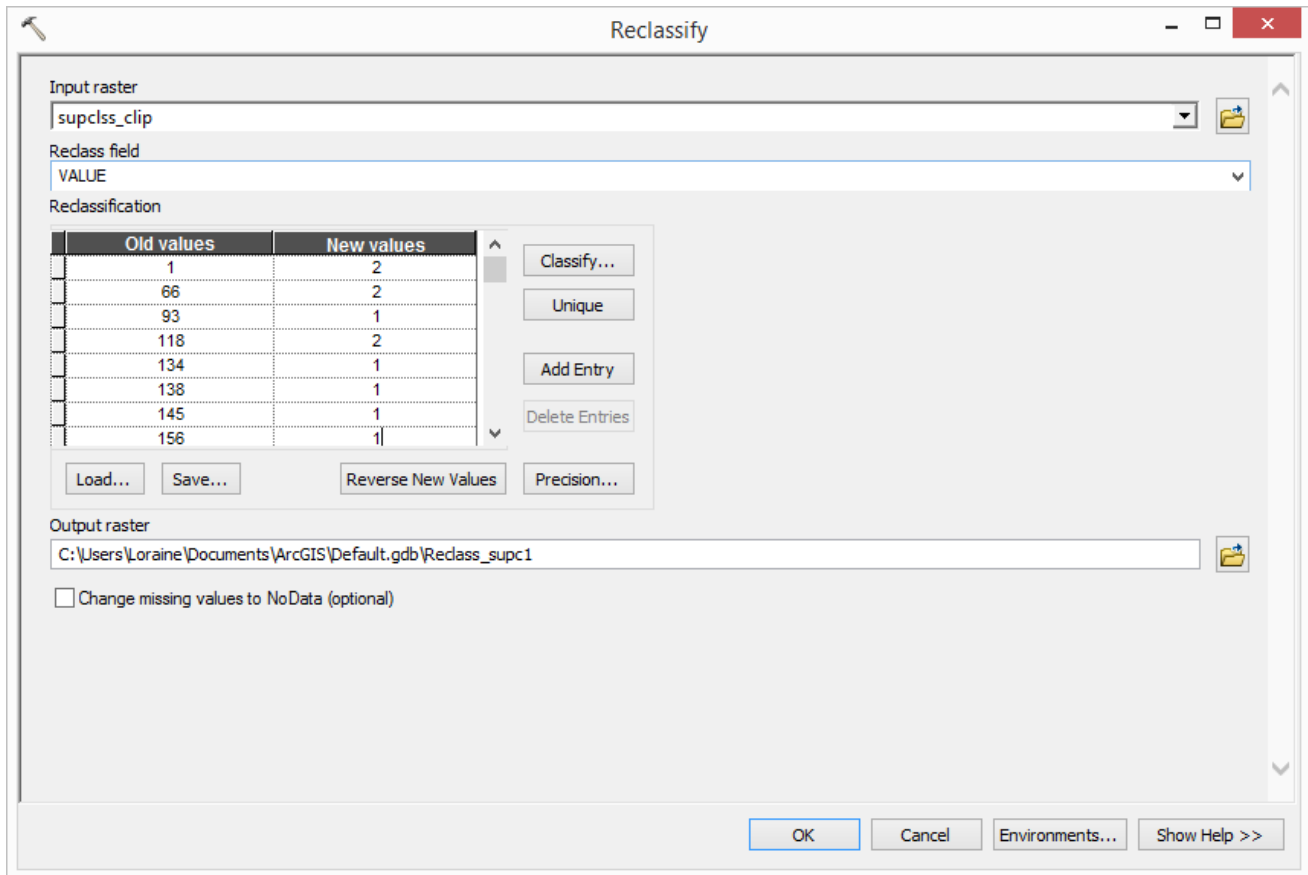 Reclassify
Input raster
supclss_clip
Reclass field
VALUE
Reclassification
Old values New values
1 2
66 2
93 1
118 2
134 1
138 1
145 1
156 1
Classify...
Unique
Add Entry
Delete Entries
Load... Save... Reverse New Values Precision...
Output raster
C:\Users\Loraine\Documents\ArcGIS\Default.gdb\Reclass_supc1
Change missing values to NoData (optional)
OK Cancel Environments... Show Help >>